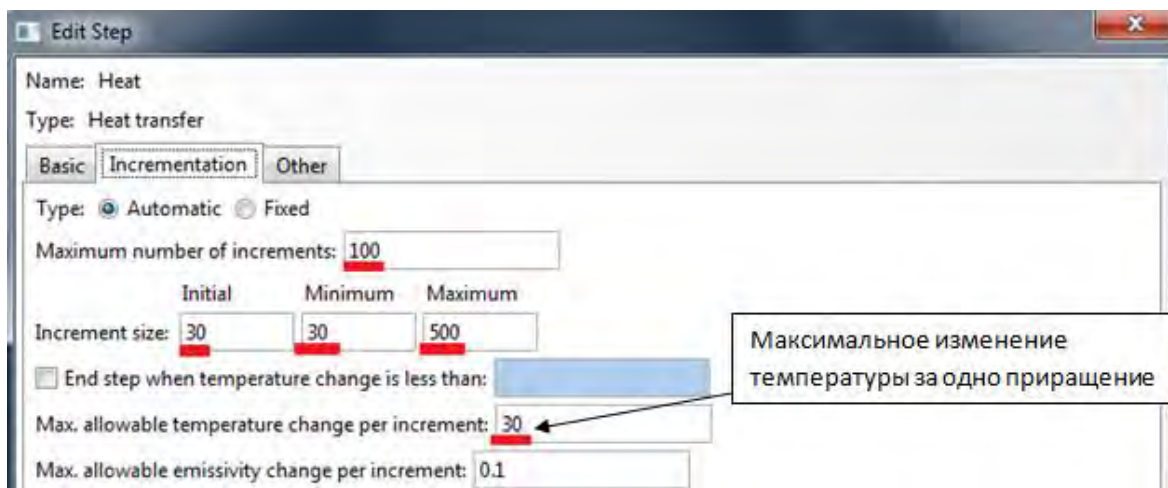 Edit Step
Name: Heat
Type: Heat transfer
Basic Incrementation Other
Type: Automatic Fixed
Maximum number of increments: 100
Initial Minimum Maximum
Increment size: 30 30 500
End step when temperature change is less than:
Максимальное изменение
температуры за одно приращение
Max. allowable temperature change per increment: 30
Max. allowable emissivity change per increment: 0.1